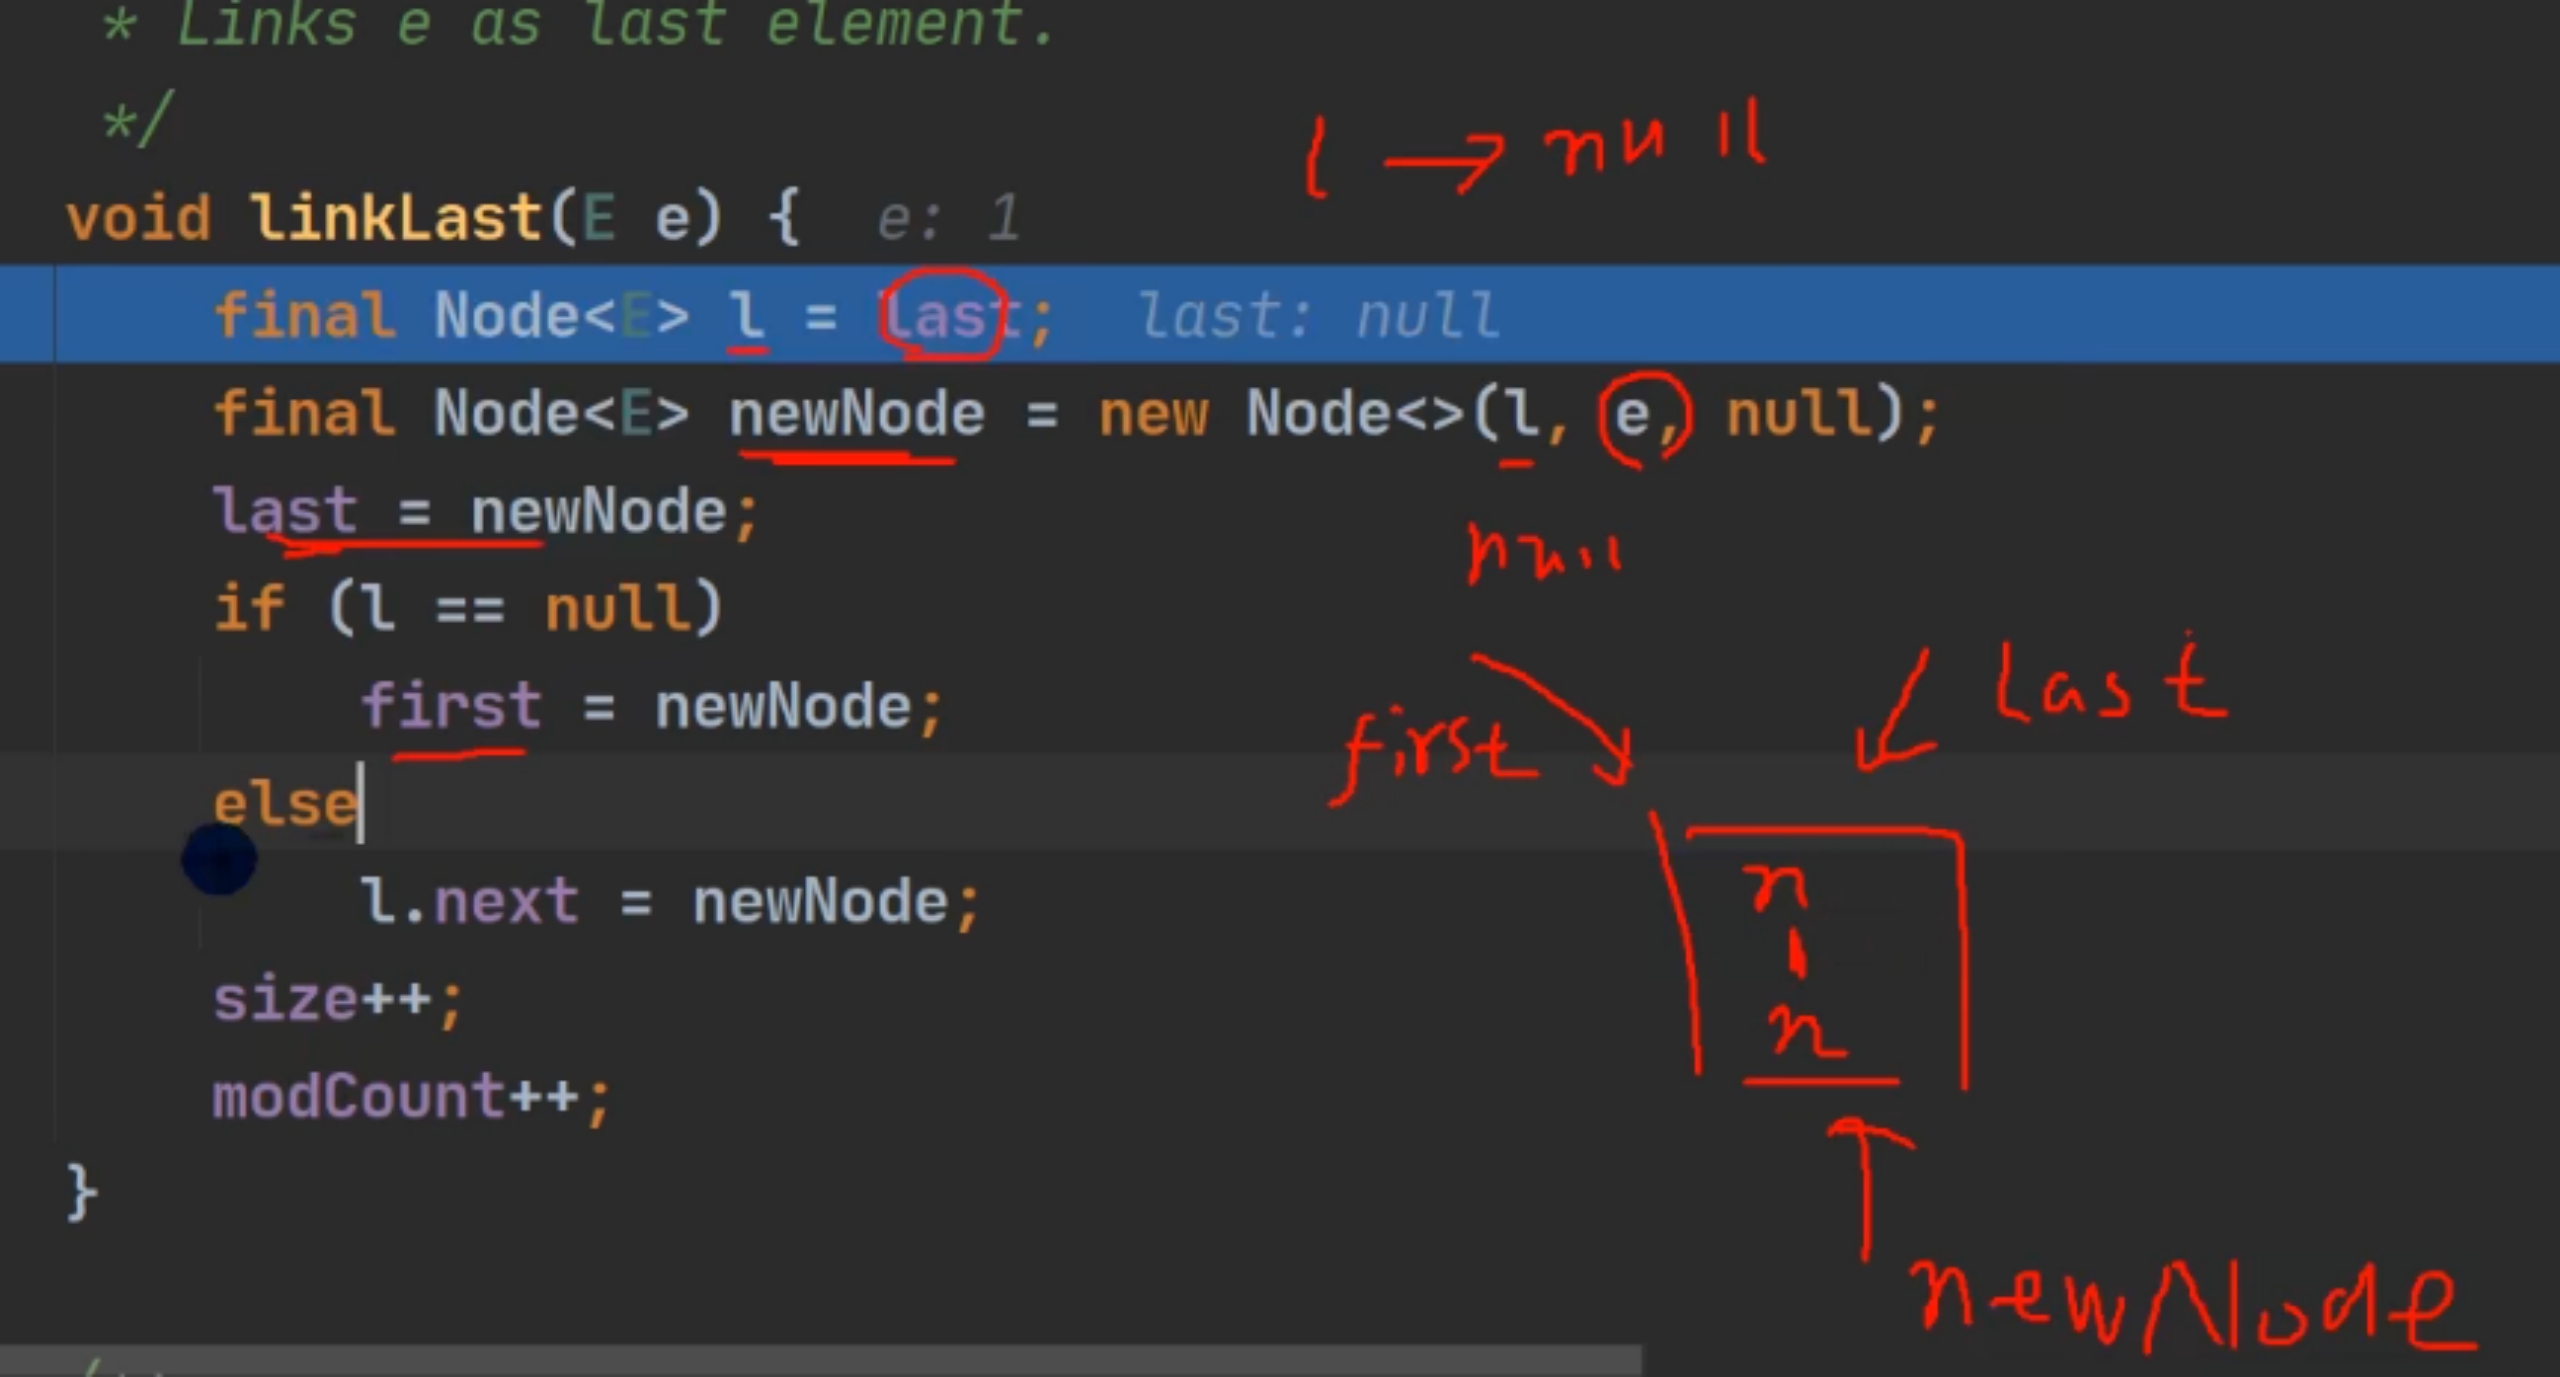 * Links e as last element.
*/
l → null
void linkLast(E e) {  e: 1
final Node<E> l = last;  last: null
final Node<E> newNode = new Node<>(l, e, null);
last = newNode;
null
if (l == null)
first = newNode;
first
last
else
n
1
n
l.next = newNode;
size++;
modCount++;
}
newNode